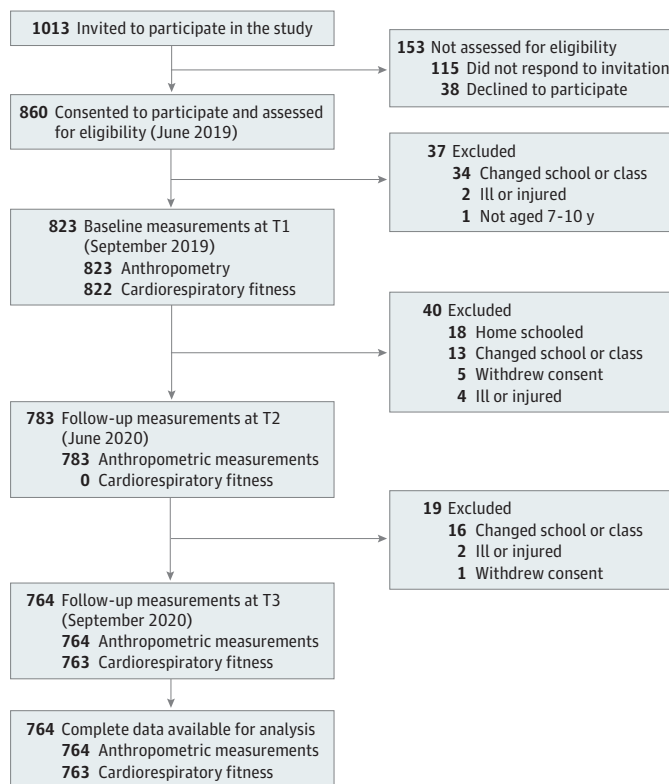 1013 Invited to participate in the study
153 Not assessed for eligibility
115 Did not respond to invitation
38 Declined to participate
860 Consented to participate and assessed
for eligibility (June 2019)
37 Excluded
34 Changed school or class
2 Ill or injured
1 Not aged 7-10 y
823 Baseline measurements at T1
(September 2019)
823 Anthropometry
822 Cardiorespiratory fitness
40 Excluded
18 Home schooled
13 Changed school or class
5 Withdrew consent
4 Ill or injured
783 Follow-up measurements at T2
(June 2020)
783 Anthropometric measurements
0 Cardiorespiratory fitness
19 Excluded
16 Changed school or class
2 Ill or injured
1 Withdrew consent
764 Follow-up measurements at T3
(September 2020)
764 Anthropometric measurements
763 Cardiorespiratory fitness
764 Complete data available for analysis
764 Anthropometric measurements
763 Cardiorespiratory fitness